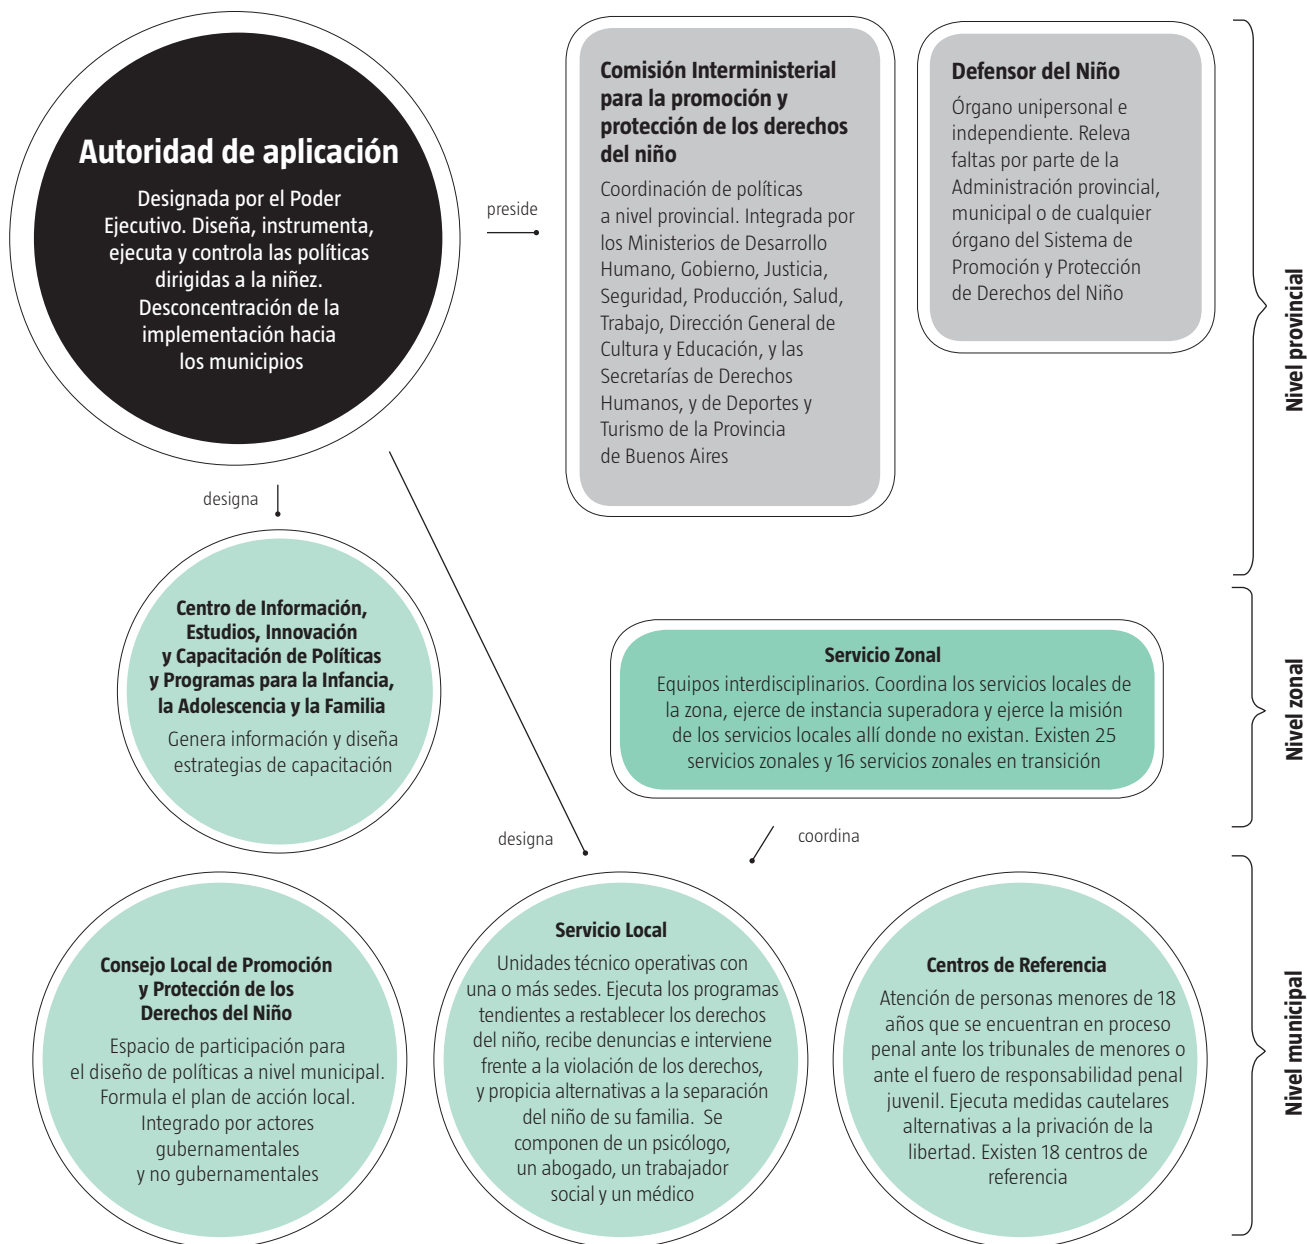 Autoridad de aplicación
Designada por el Poder
Ejecutivo. Diseña, instrumenta,
ejecuta y controla las políticas
dirigidas a la niñez.
Desconcentración de la
implementación hacia
los municipios
preside
Comisión Interministerial
para la promoción y
protección de los derechos
del niño
Coordinación de políticas
a nivel provincial. Integrada por
los Ministerios de Desarrollo
Humano, Gobierno, Justicia,
Seguridad, Producción, Salud,
Trabajo, Dirección General de
Cultura y Educación, y las
Secretarías de Derechos
Humanos, y de Deportes y
Turismo de la Provincia
de Buenos Aires
Defensor del Niño
Órgano unipersonal e
independiente. Releva
faltas por parte de la
Administración provincial,
municipal o de cualquier
órgano del Sistema de
Promoción y Protección
de Derechos del Niño
Nivel provincial
designa
Centro de Información,
Estudios, Innovación
y Capacitación de Políticas
y Programas para la Infancia,
la Adolescencia y la Familia
Genera información y diseña
estrategias de capacitación
Servicio Zonal
Equipos interdisciplinarios. Coordina los servicios locales de
la zona, ejerce de instancia superadora y ejerce la misión
de los servicios locales allí donde no existan. Existen 25
servicios zonales y 16 servicios zonales en transición
Nivel zonal
designa
coordina
Consejo Local de Promoción
y Protección de los
Derechos del Niño
Espacio de participación para
el diseño de políticas a nivel municipal.
Formula el plan de acción local.
Integrado por actores
gubernamentales
y no gubernamentales
Servicio Local
Unidades técnico operativas con
una o más sedes. Ejecuta los programas
tendientes a restablecer los derechos
del niño, recibe denuncias e interviene
frente a la violación de los derechos,
y propicia alternativas a la separación
del niño de su familia. Se
componen de un psicólogo,
un abogado, un trabajador
social y un médico
Centros de Referencia
Atención de personas menores de 18
años que se encuentran en proceso
penal ante los tribunales de menores o
ante el fuero de responsabilidad penal
juvenil. Ejecuta medidas cautelares
alternativas a la privación de la
libertad. Existen 18 centros de
referencia
Nivel municipal